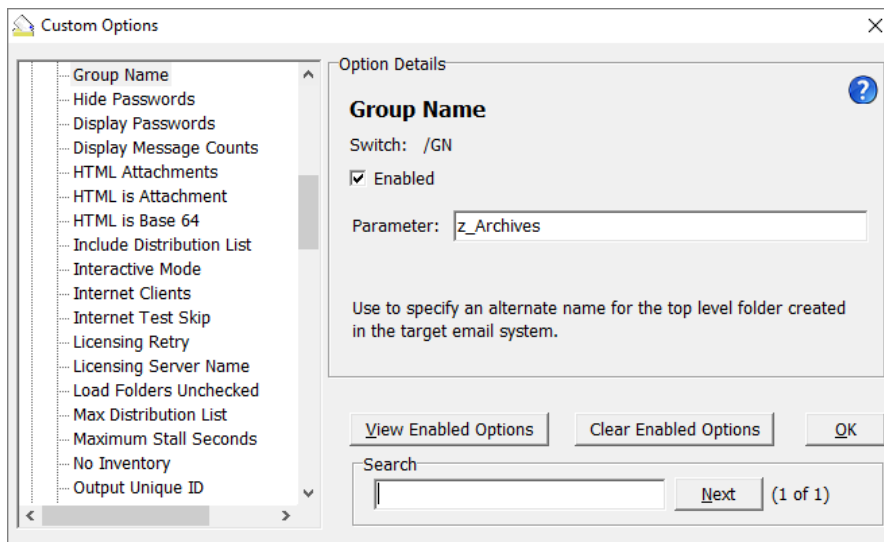 Custom Options
Group Name
Hide Passwords
Display Passwords
Display Message Counts
HTML Attachments
HTML is Attachment
HTML is Base 64
Include Distribution List
Interactive Mode
Internet Clients
Internet Test Skip
Licensing Retry
Licensing Server Name
Load Folders Unchecked
Max Distribution List
Maximum Stall Seconds
No Inventory
Output Unique ID
Option Details
?
Group Name
Switch: /GN
Enabled
Parameter: z_Archives
Use to specify an alternate name for the top level folder created
in the target email system.
View Enabled Options Clear Enabled Options OK
Search
Next (1 of 1)